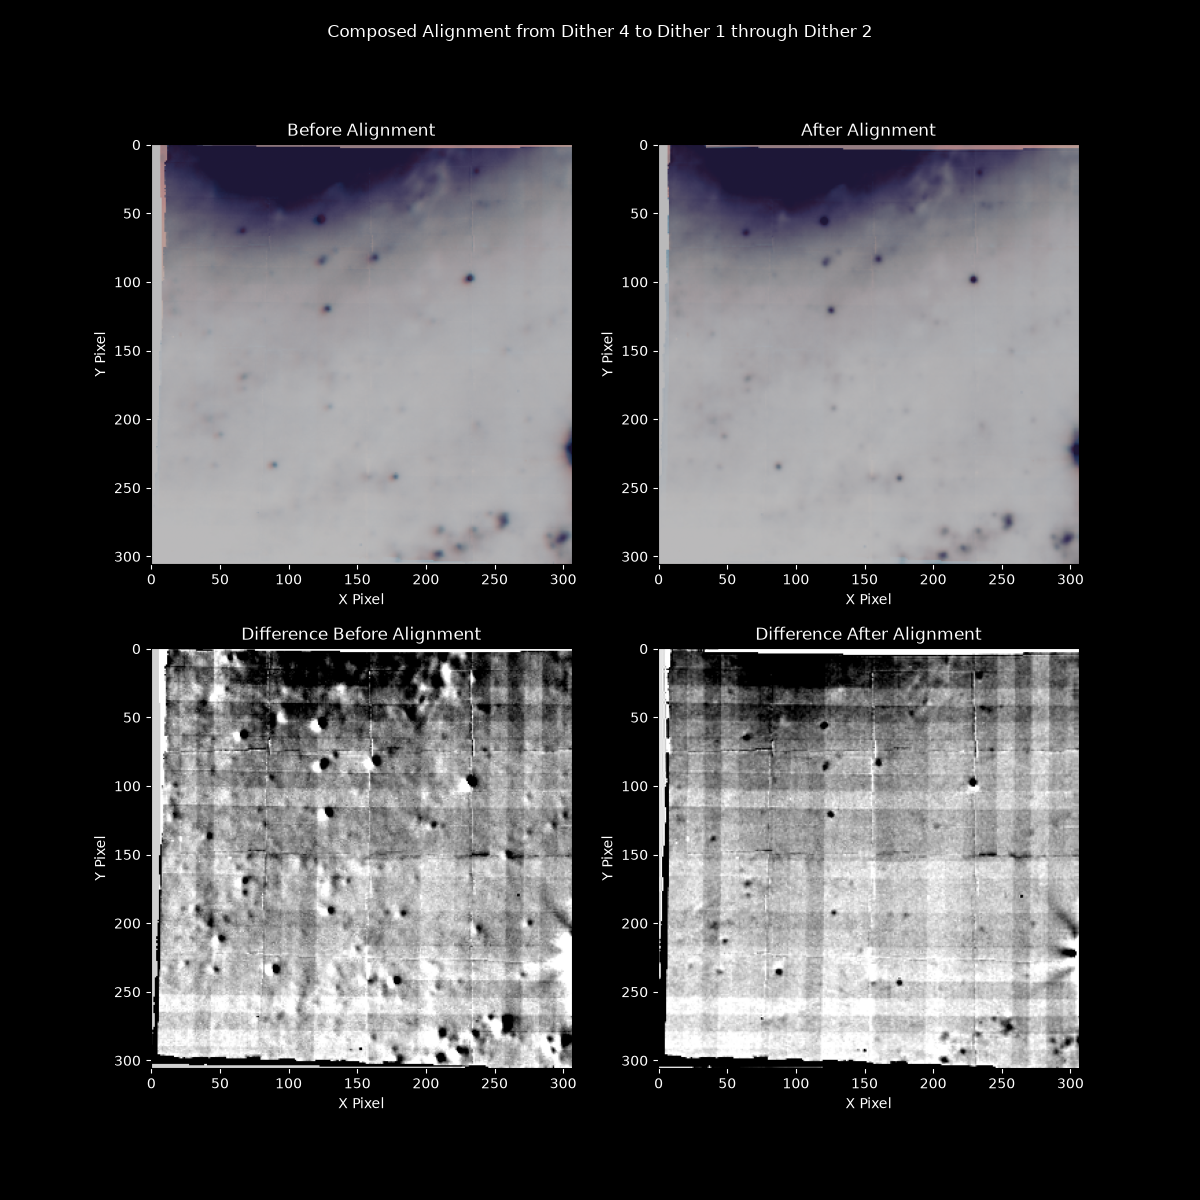 Composed Alignment from Dither 4 to Dither 1 through Dither 2
Before Alignment
0
50
100
150
200
250
300
Y Pixel
0 50 100 150 200 250 300
X Pixel
After Alignment
0
50
100
150
200
250
300
Y Pixel
0 50 100 150 200 250 300
X Pixel
Difference Before Alignment
0
50
100
150
200
250
300
Y Pixel
0 50 100 150 200 250 300
X Pixel
Difference After Alignment
0
50
100
150
200
250
300
Y Pixel
0 50 100 150 200 250 300
X Pixel